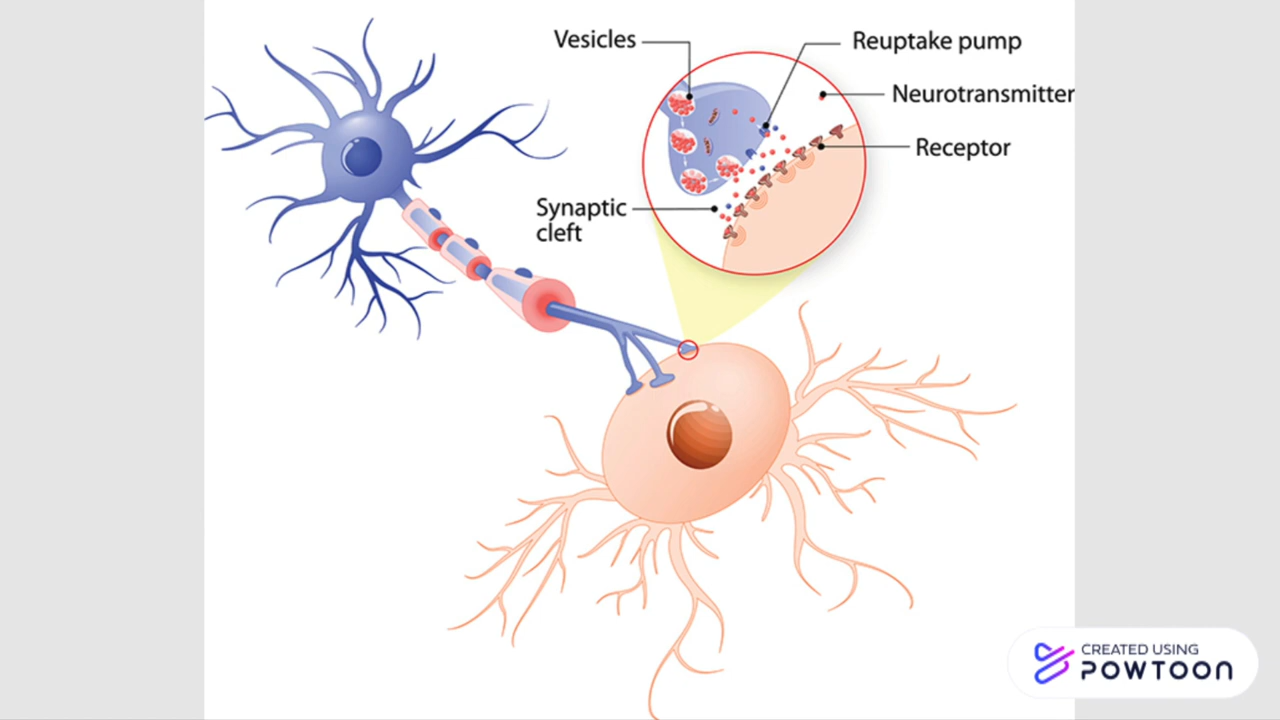 Vesicles
Reuptake pump
Neurotransmitter
Receptor
Synaptic
cleft
CREATED USING
POWTOON